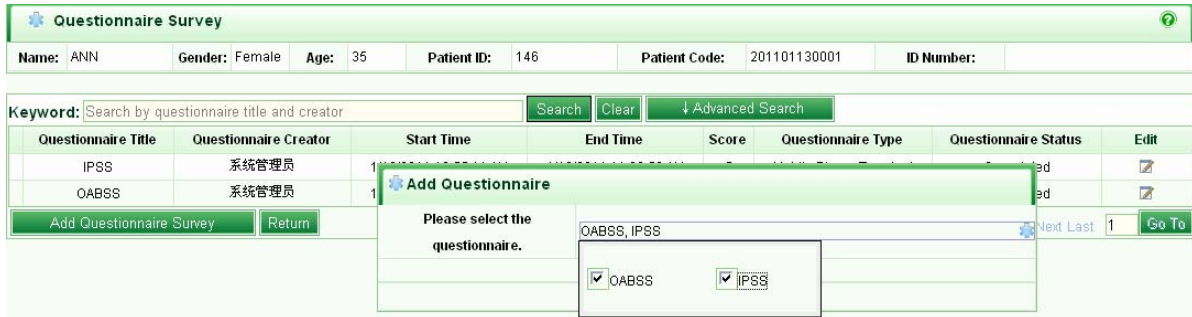 Questionnaire Survey
Name: ANN Gender: Female Age: 35 Patient ID: 146 Patient Code: 201101130001 ID Number:
Keyword: Search by questionnaire title and creator Search Clear ↓Advanced Search
Questionnaire Title Questionnaire Creator Start Time End Time Score Questionnaire Type Questionnaire Status Edit
IPSS 系统管理员
OABSS 系统管理员
Add Questionnaire Survey Return Next Last 1 Go To
Add Questionnaire
Please select the
questionnaire.
OABSS, IPSS
OABSS IPSS